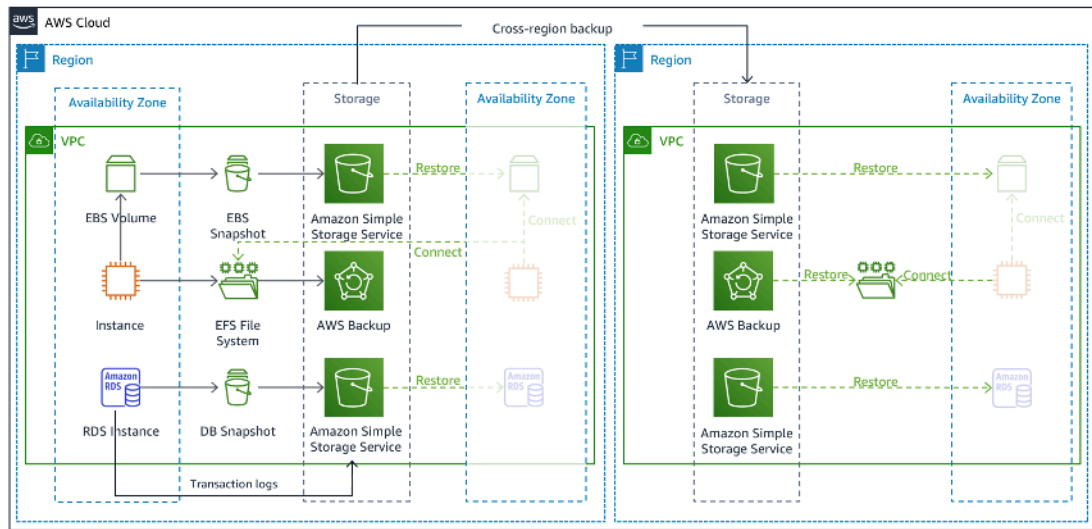 aws
AWS Cloud
Cross-region backup
Region
Region
Availability Zone
Storage
Availability Zone
Storage
Availability Zone
VPC
VPC
Restore
Restore
EBS Volume
EBS
Snapshot
Amazon Simple
Storage Service
Connect
Amazon Simple
Storage Service
Connect
Connect
Restore
Connect
Instance
EFS File
System
AWS Backup
AWS Backup
Amazon
RDS
Restore
Amazon
RDS
Restore
Amazon
RDS
RDS Instance
DB Snapshot
Amazon Simple
Storage Service
Amazon Simple
Storage Service
Transaction logs